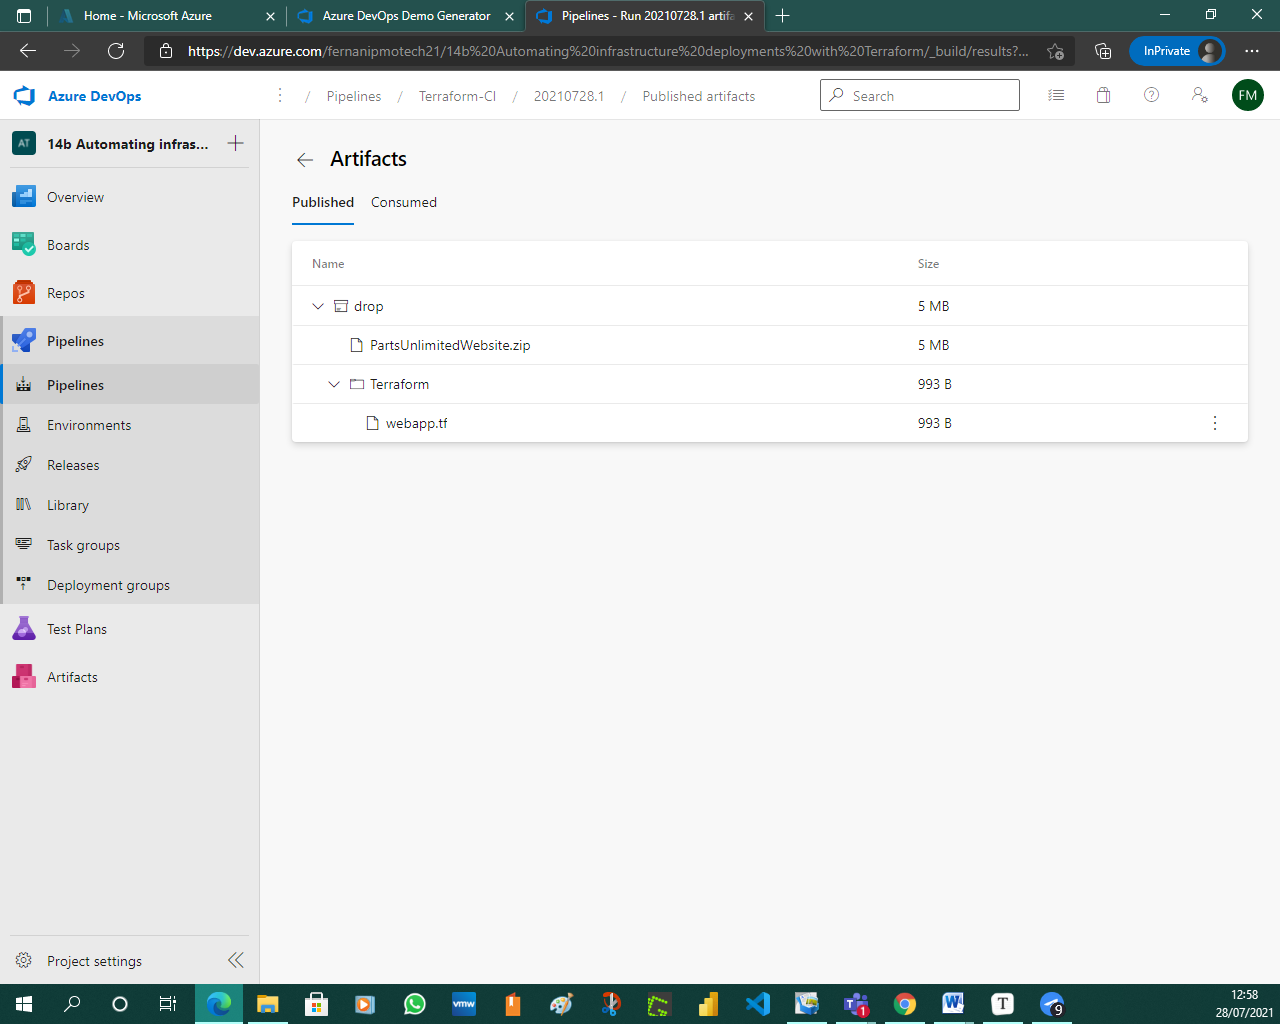 Home - Microsoft Azure
Azure DevOps Demo Generator
Pipelines - Run 20210728.1 artifa
https://dev.azure.com/fernanipmotech21/14b%20Automating%20infrastructure%20deployments%20with%20Terraform/_build/results?...
InPrivate
Azure DevOps
/ Pipelines / Terraform-CI / 20210728.1 / Published artifacts
Search
FM
AT
14b Automating infras...
Overview
Boards
Repos
Pipelines
Pipelines
Environments
Releases
Library
Task groups
Deployment groups
Test Plans
Artifacts
Project settings
Artifacts
Published Consumed
Name Size
drop 5 MB
PartsUnlimitedWebsite.zip 5 MB
Terraform 993 B
webapp.tf 993 B
vmw
1
W
T
9
12:58
28/07/2021